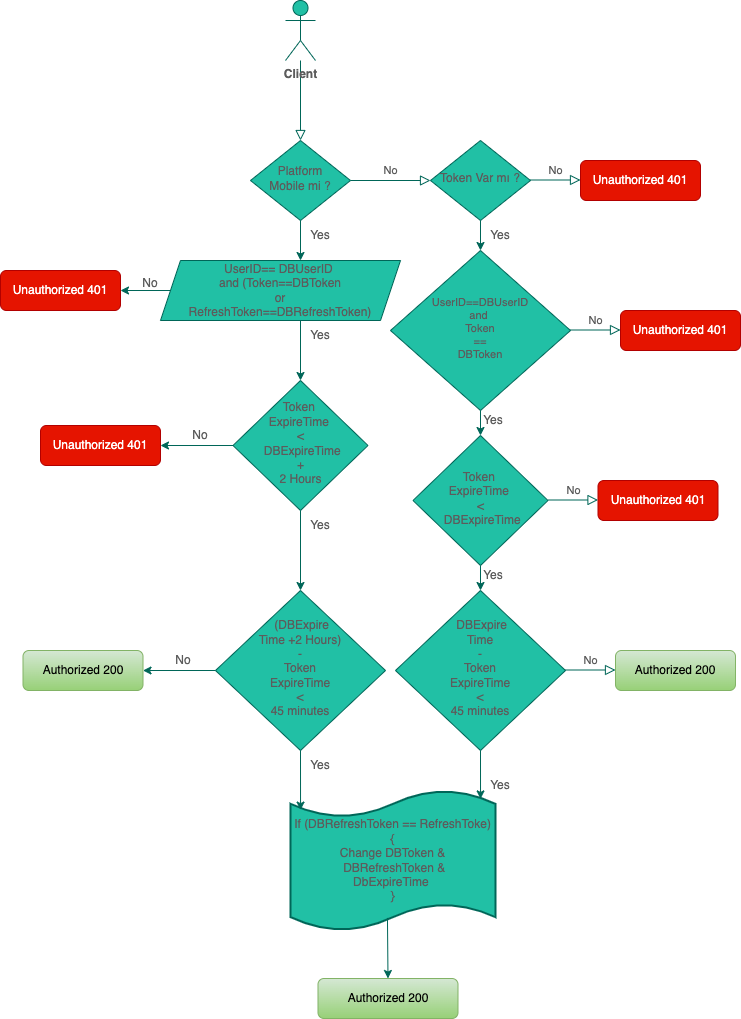 Client
Platform
Mobile mi ?
No
Token Var mı ?
No
Unauthorized 401
Yes
Yes
UserID== DBUserID
and (Token==DBToken
or
RefreshToken==DBRefreshToken)
No
Unauthorized 401
UserID==DBUserID
and
Token
==
DBToken
No
Unauthorized 401
Yes
Yes
Token
ExpireTime
<
DBExpireTime
+
2 Hours
No
Unauthorized 401
Token
ExpireTime
<
DBExpireTime
No
Unauthorized 401
Yes
Yes
(DBExpire
Time +2 Hours)
-
Token
ExpireTime
<
45 minutes
No
Authorized 200
DBExpire
Time
-
Token
ExpireTime
<
45 minutes
No
Authorized 200
Yes
Yes
If (DBRefreshToken == RefreshToke)
{
Change DBToken &
DBRefreshToken &
DbExpireTime
}
Authorized 200